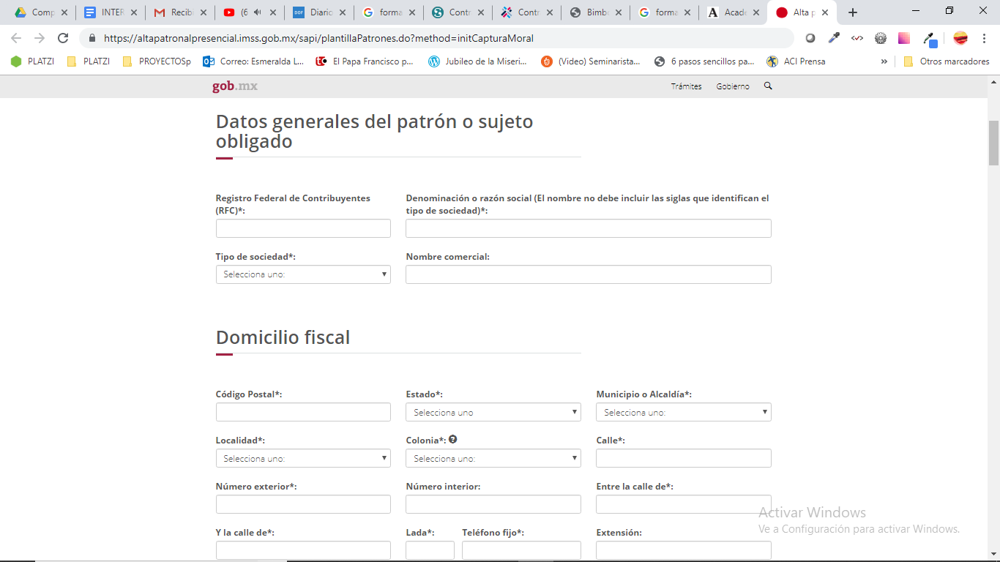 Comp
INTER
Recib
(6
DOF Diario
forma
Contr
Contr
Bimbo
forma
Acade
Alta p
https://altapatronalpresencial.imss.gob.mx/sapi/plantillaPatrones.do?method=initCapturaMoral
PLATZI
PLATZI
PROYECTOSp
Correo: Esmeralda L...
El Papa Francisco p...
Jubileo de la Miseri...
(Video) Seminarista...
6 pasos sencillos pa...
ACI Prensa
»
Otros marcadores
gob.mx
Trámites
Gobierno
Datos generales del patrón o sujeto
obligado
Registro Federal de Contribuyentes
(RFC)*:
Denominación o razón social (El nombre no debe incluir las siglas que identifican el
tipo de sociedad)*:
Tipo de sociedad*:
Nombre comercial:
Selecciona uno:
Domicilio fiscal
Código Postal*:
Estado*:
Municipio o Alcaldía*:
Selecciona uno
Selecciona uno:
Localidad*:
Colonia*:
Calle*:
Selecciona uno:
Selecciona uno:
Número exterior*:
Número interior:
Entre la calle de*:
Activar Windows
Ve a Configuración para activar Windows.
Y la calle de*:
Lada*:
Teléfono fijo*:
Extensión: